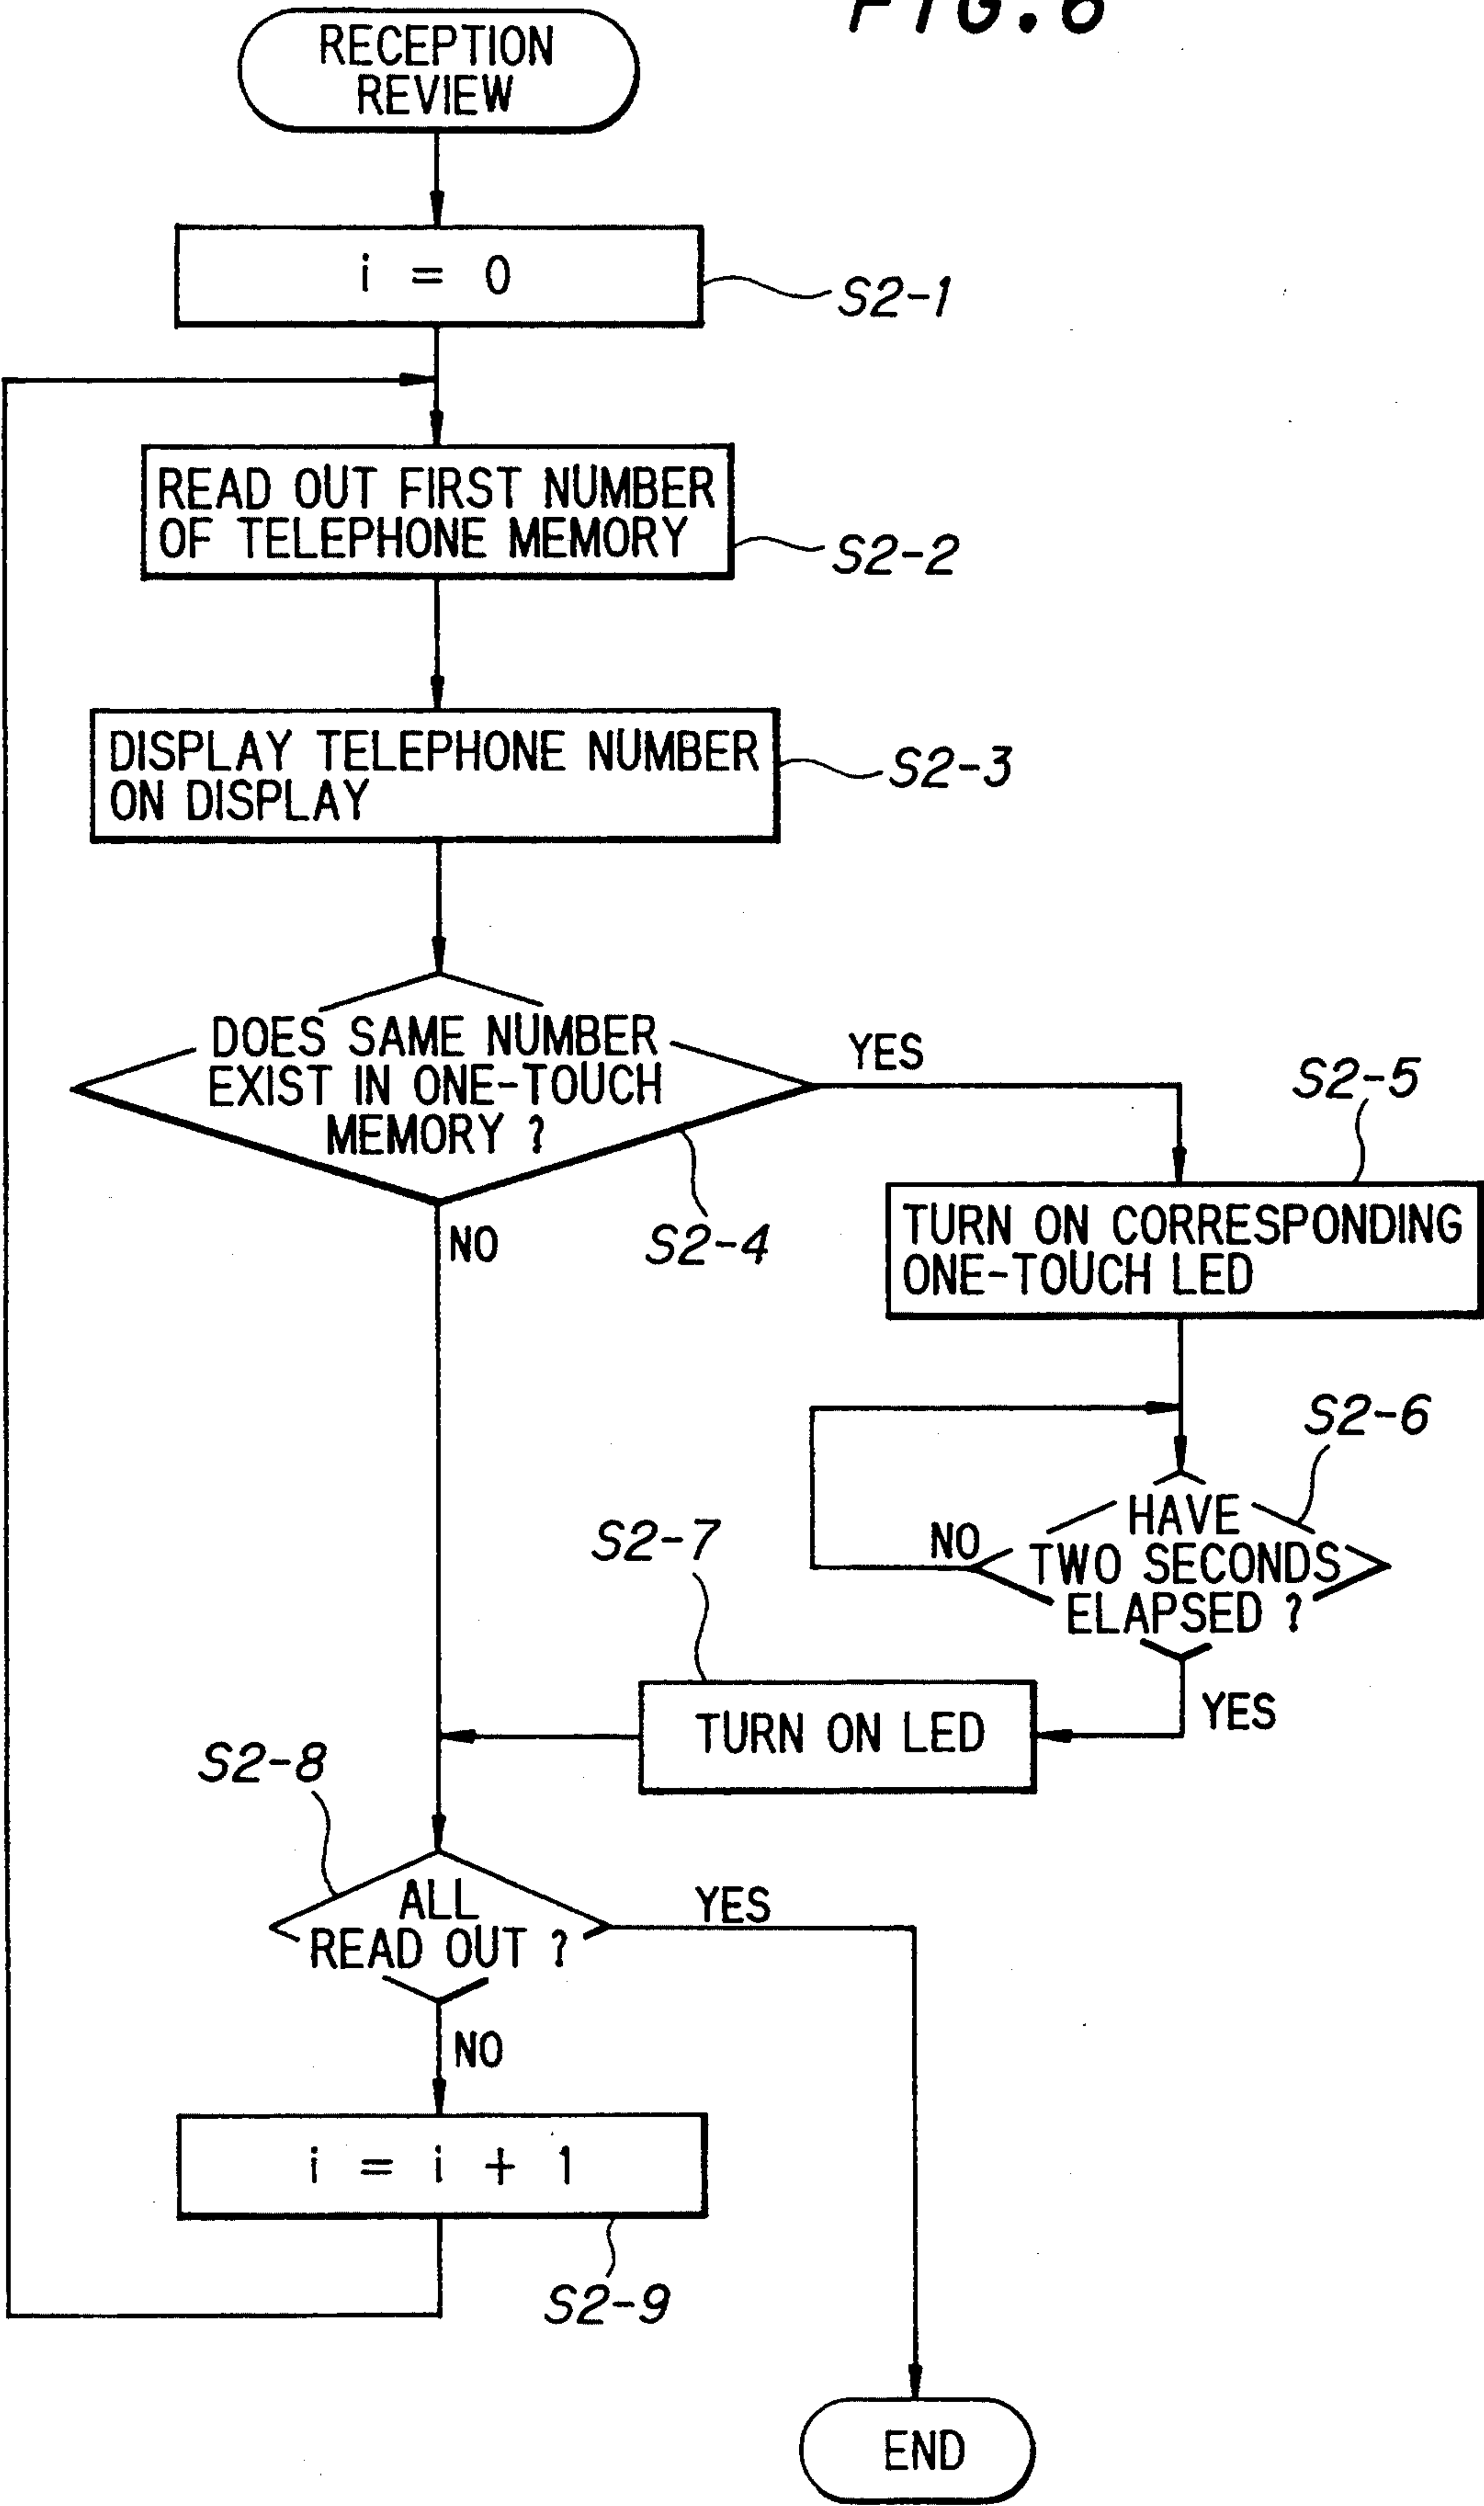 FIG.
RECEPTION
REVIEW
i = 0
S2-1
READ OUT FIRST NUMBER
OF TELEPHONE MEMORY
S2-2
DISPLAY TELEPHONE NUMBER
ON DISPLAY
S2-3
DOES SAME NUMBER
EXIST IN ONE-TOUCH
MEMORY ?
YES
NO
S2-4
S2-5
TURN ON CORRESPONDING
ONE-TOUCH LED
S2-6
HAVE
TWO SECONDS
ELAPSED ?
NO
YES
S2-7
TURN ON LED
S2-8
ALL
READ OUT ?
YES
NO
i = i + 1
S2-9
END